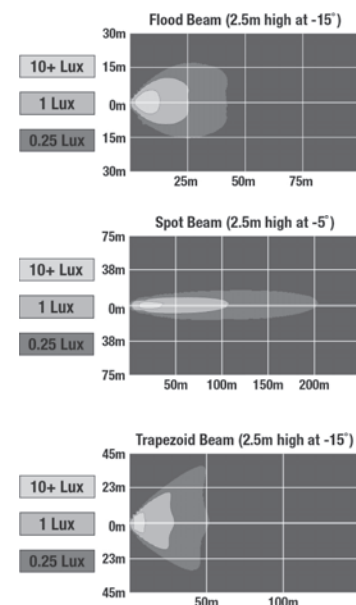 Flood Beam (2.5m high at -15˚)
30m
15m
0m
15m
30m
10+ Lux
1 Lux
0.25 Lux
25m 50m 75m
Spot Beam (2.5m high at -5˚)
75m
38m
0m
38m
75m
10+ Lux
1 Lux
0.25 Lux
50m 100m 150m 200m
Trapezoid Beam (2.5m high at -15˚)
45m
23m
0m
23m
45m
10+ Lux
1 Lux
0.25 Lux
50m 100m